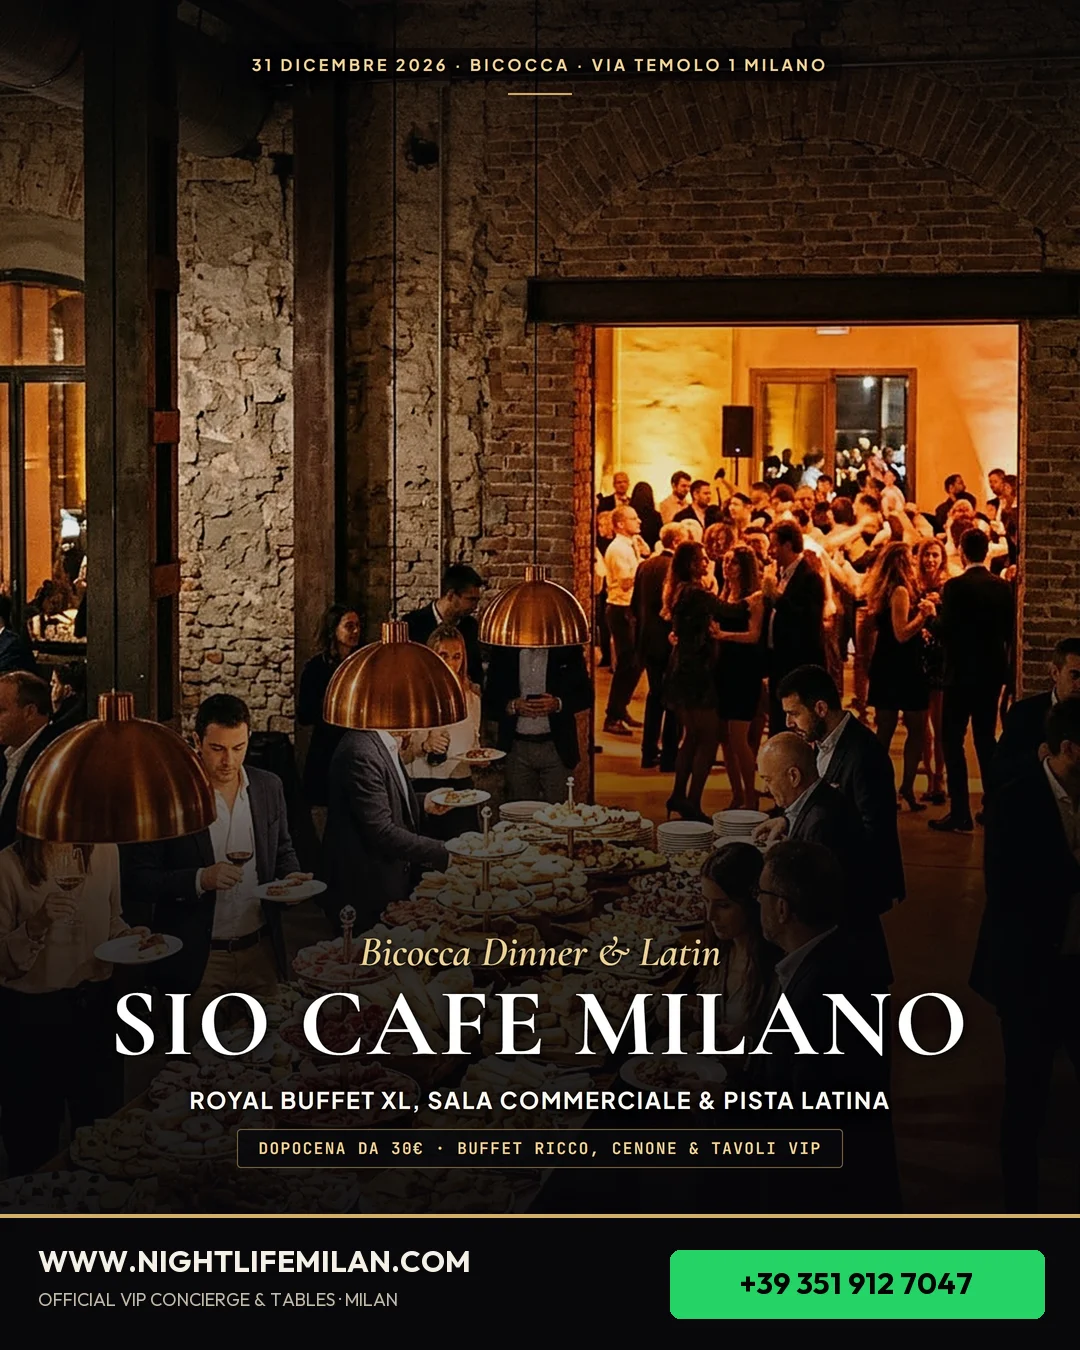 31 DICEMBRE 2026 · BICOCCA · VIA TEMOLO 1 MILANO
Bicocca Dinner & Latin
SIO CAFE MILANO
ROYAL BUFFET XL, SALA COMMERCIALE & PISTA LATINA
DOPOCENA DA 30€ · BUFFET RICCO, CENONE & TAVOLI VIP
WWW.NIGHTLIFEMILAN.COM
OFFICIAL VIP CONCIERGE & TABLES · MILAN
+39 351 912 7047